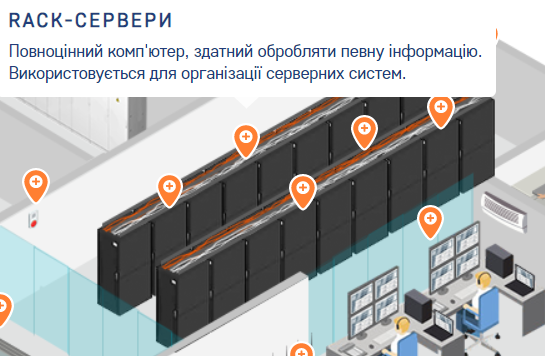 RACK-СЕРВЕРИ
Повноцінний комп'ютер, здатний обробляти певну інформацію.
Використовується для організації серверних систем.